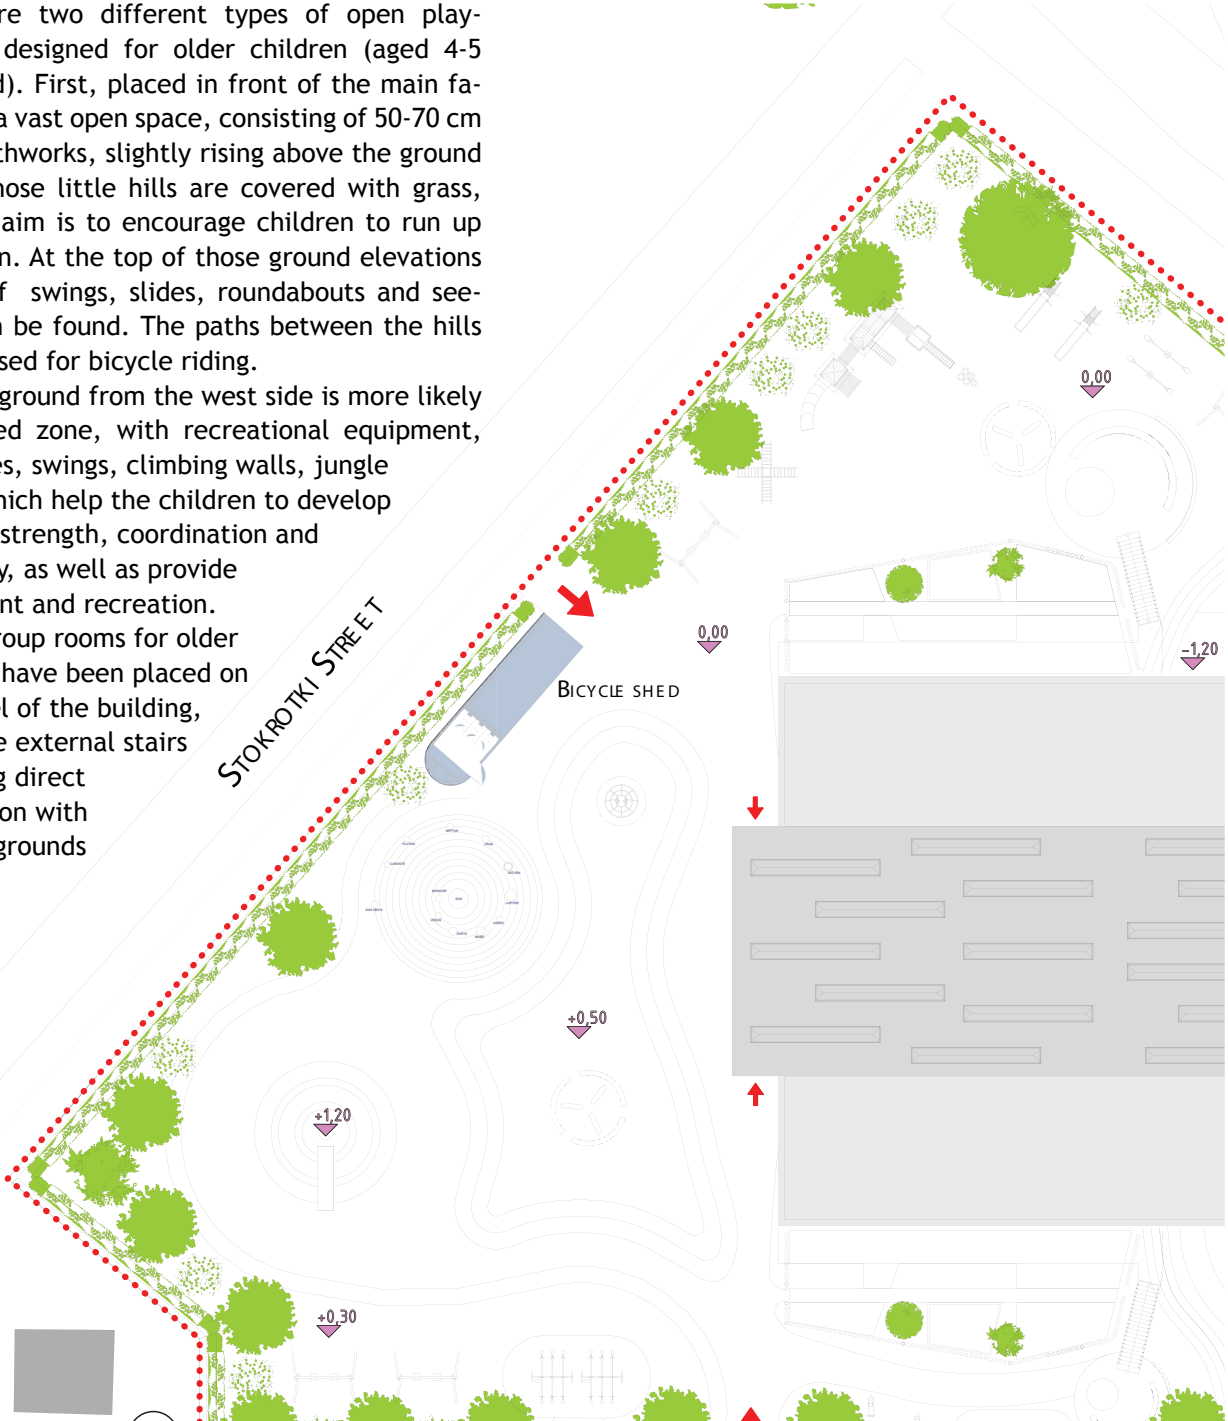 re two different types of open play-
designed for older children (aged 4-5
d). First, placed in front of the main fa-
a vast open space, consisting of 50-70 cm
thworks, slightly rising above the ground
hose little hills are covered with grass,
aim is to encourage children to run up
n. At the top of those ground elevations
f swings, slides, roundabouts and see-
n be found. The paths between the hills
sed for bicycle riding.
ground from the west side is more likely
ed zone, with recreational equipment,
es, swings, climbing walls, jungle
hich help the children to develop
strength, coordination and
y, as well as provide
nt and recreation.
roup rooms for older
have been placed on
el of the building,
e external stairs
g direct
on with
grounds
STOKROTKI STREET
BICYCLE SHED
0,00
0,00
-1,20
+0,50
+1,20
+0,30